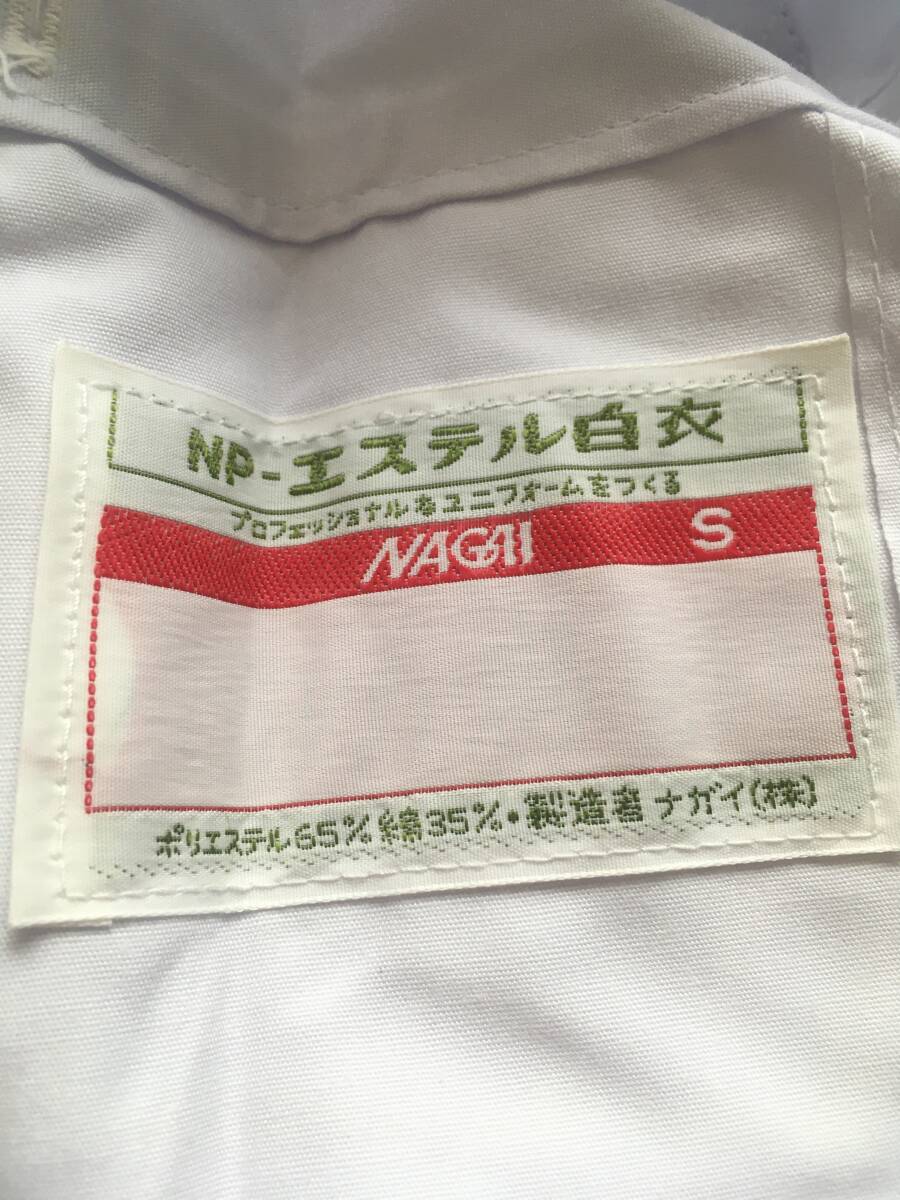 NP-エステル白衣
プロフェッショナルなユニフォームをつくる
NAGAI S
ポリエステル65% 綿35%・製造者 ナガイ(株)